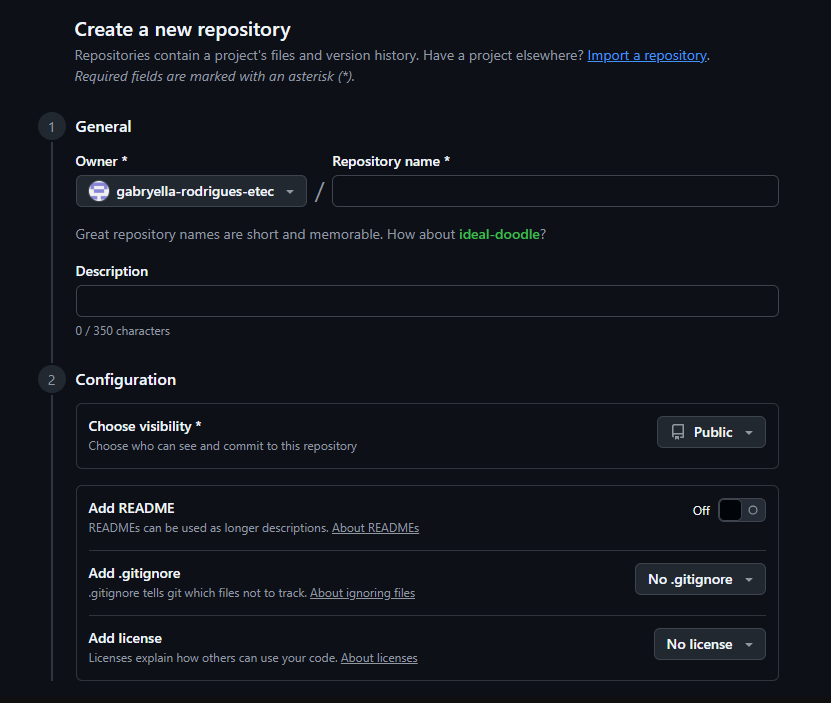 Create a new repository
Repositories contain a project's files and version history. Have a project elsewhere? Import a repository.
Required fields are marked with an asterisk (*).
1 General
Owner * Repository name *
gabryella-rodrigues-etec /
Great repository names are short and memorable. How about ideal-doodle?
Description
0 / 350 characters
2 Configuration
Choose visibility *
Public
Choose who can see and commit to this repository
Add README
Off
READMEs can be used as longer descriptions. About READMEs
Add .gitignore
No .gitignore
.gitignore tells git which files not to track. About ignoring files
Add license
No license
Licenses explain how others can use your code. About licenses